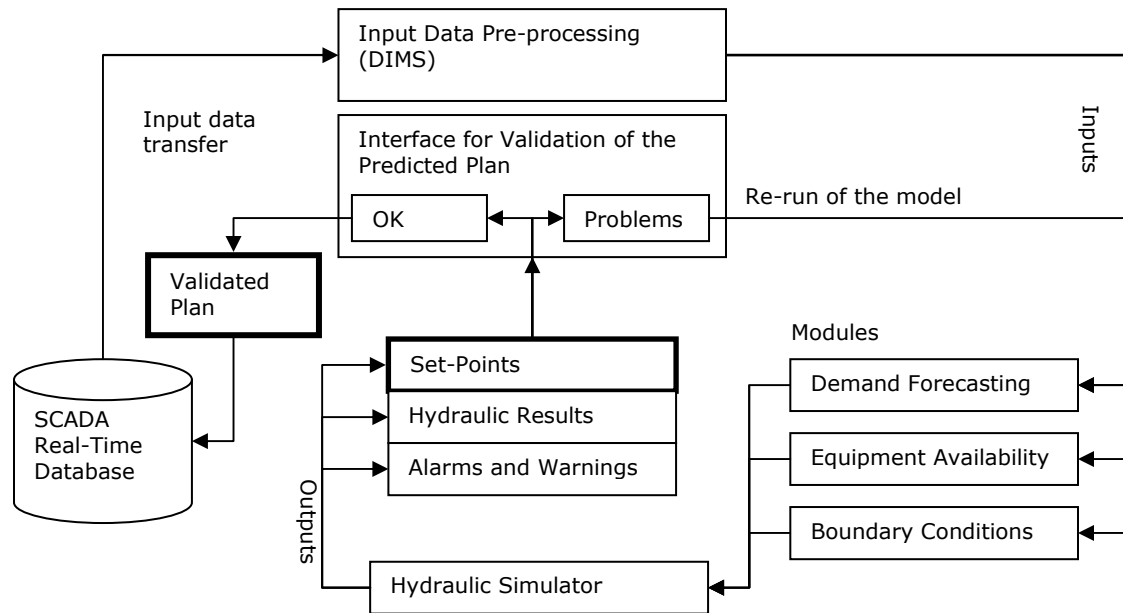 Input Data Pre-processing
(DIMS)
Input data
transfer
Inputs
Interface for Validation of the
Predicted Plan
OK
Problems
Re-run of the model
Validated
Plan
Modules
Set-Points
Demand Forecasting
Hydraulic Results
SCADA
Real-Time
Database
Alarms and Warnings
Equipment Availability
Outputs
Boundary Conditions
Hydraulic Simulator